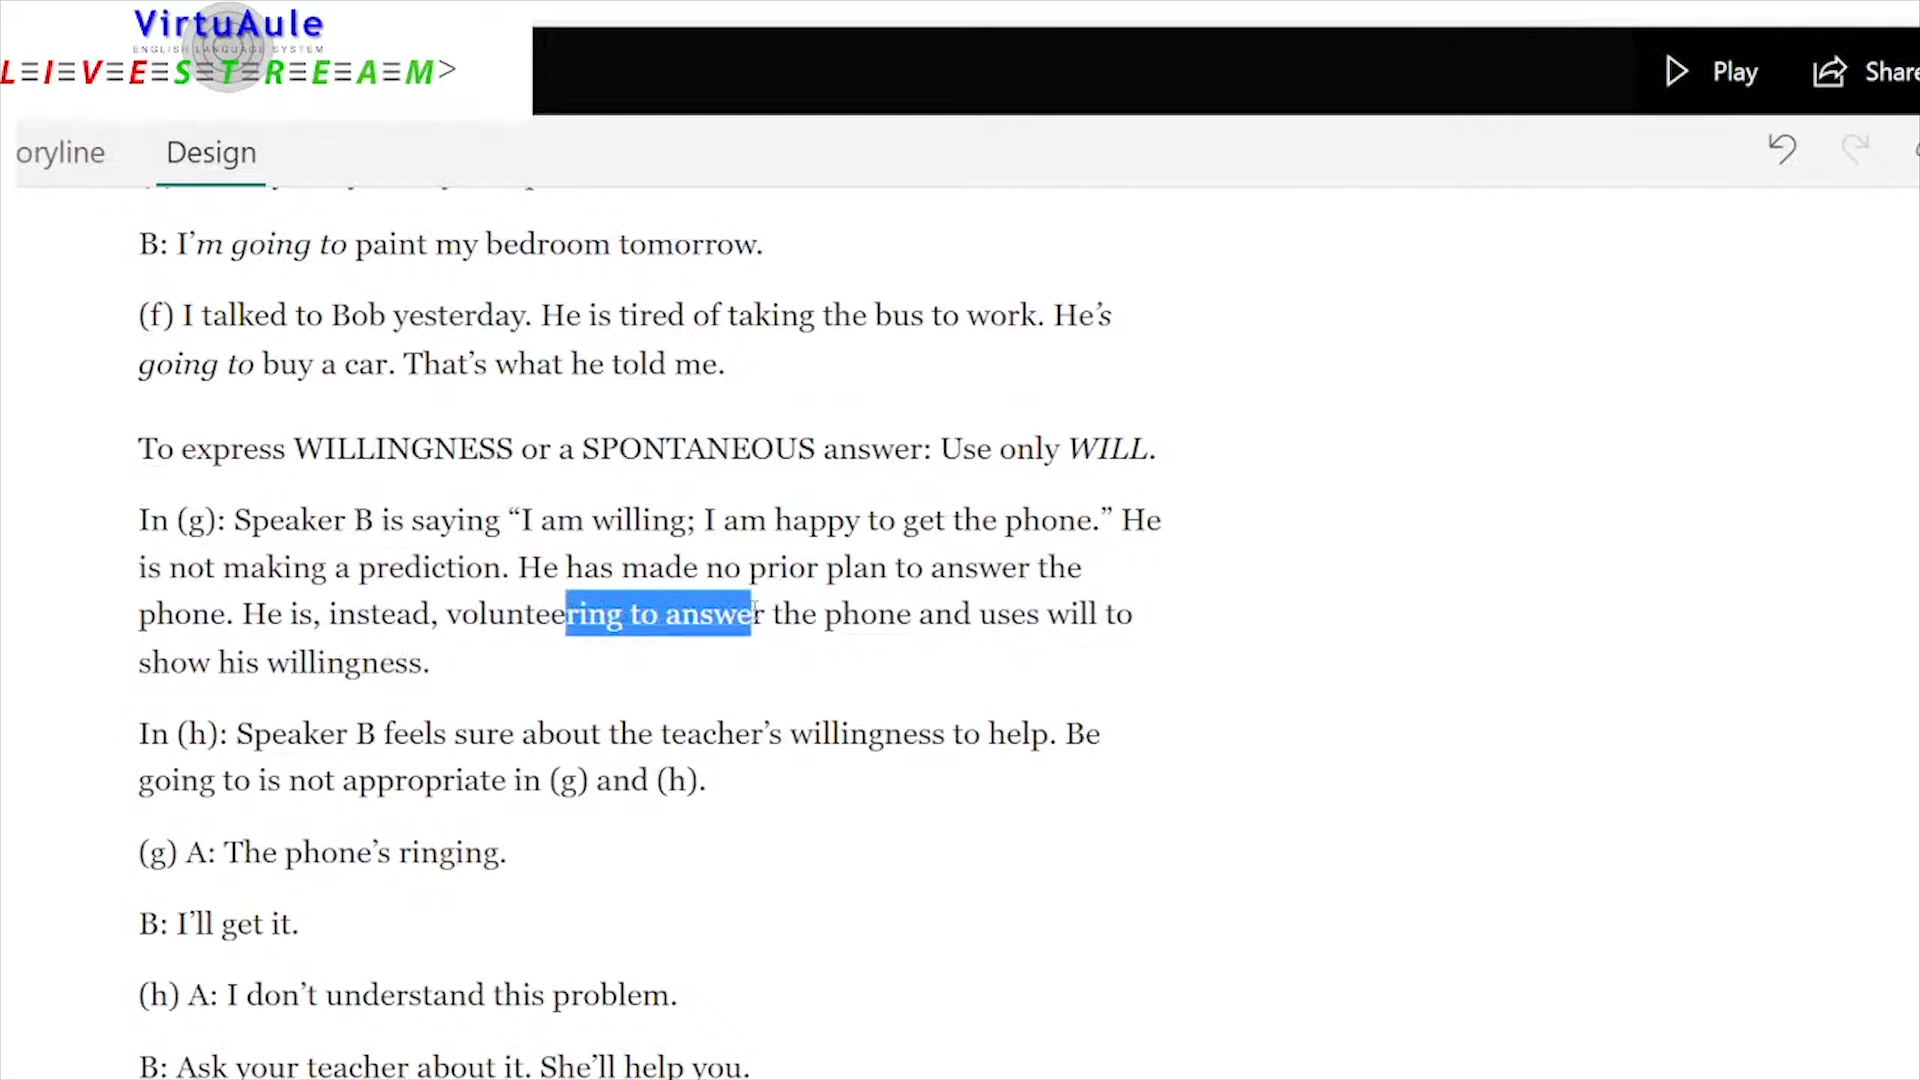 VirtuAule
ENGLISH LANGUAGE SYSTEM
L≡I≡V≡E≡S≡T≡R≡E≡A≡M>
Play
Share
oryline
Design
B: I’m going to paint my bedroom tomorrow.
(f) I talked to Bob yesterday. He is tired of taking the bus to work. He’s
going to buy a car. That’s what he told me.
To express WILLINGNESS or a SPONTANEOUS answer: Use only WILL.
In (g): Speaker B is saying “I am willing; I am happy to get the phone.” He
is not making a prediction. He has made no prior plan to answer the
phone. He is, instead, volunteering to answer the phone and uses will to
show his willingness.
In (h): Speaker B feels sure about the teacher’s willingness to help. Be
going to is not appropriate in (g) and (h).
(g) A: The phone’s ringing.
B: I’ll get it.
(h) A: I don’t understand this problem.
B: Ask your teacher about it. She’ll help you.